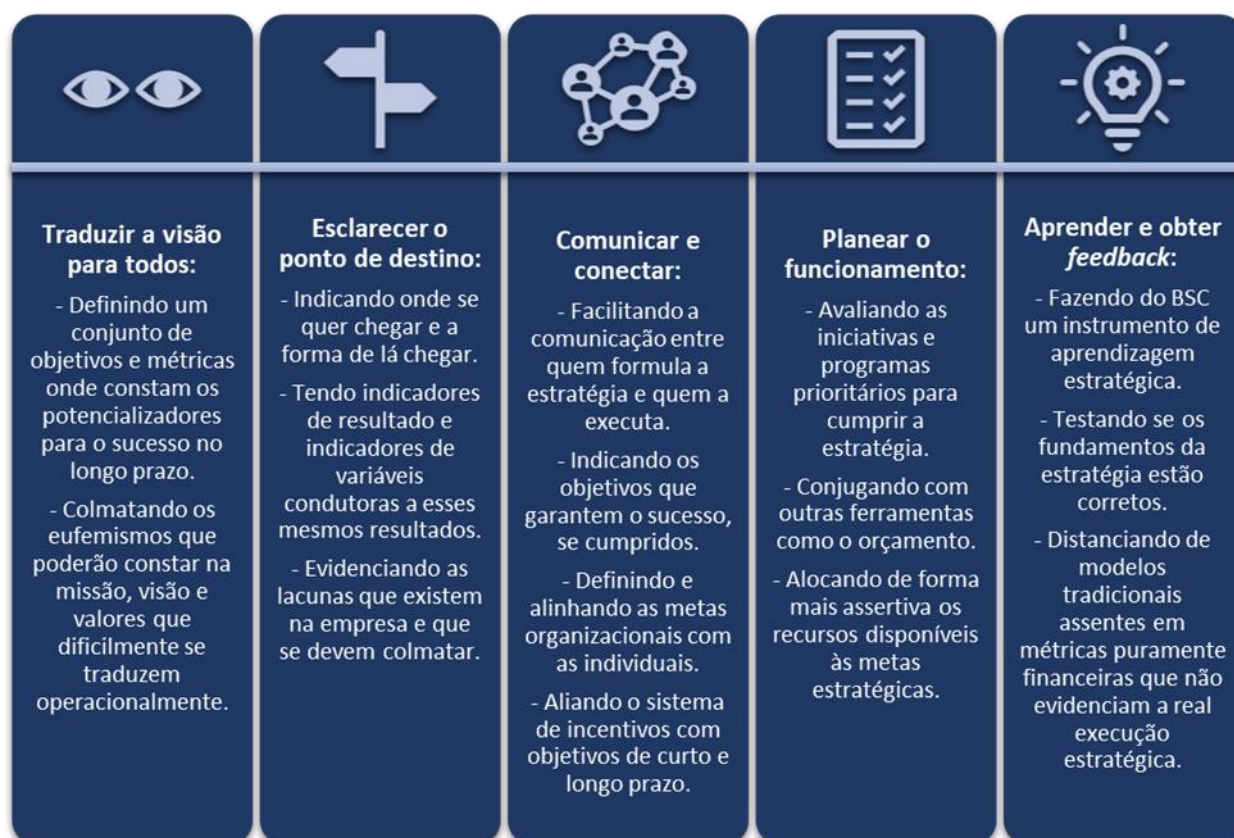 Traduzir a visão
para todos:
- Definindo um
conjunto de
objetivos e métricas
onde constam os
potencializadores
para o sucesso no
longo prazo.
- Colmatando os
eufemismos que
poderão constar na
missão, visão e
valores que
dificilmente se
traduzem
operacionalmente.
Esclarecer o
ponto de destino:
- Indicando onde se
quer chegar e a
forma de lá chegar.
- Tendo indicadores
de resultado e
indicadores de
variáveis
condutoras a esses
mesmos resultados.
- Evidenciando as
lacunas que existem
na empresa e que
se devem colmatar.
Comunicar e
conectar:
- Facilitando a
comunicação entre
quem formula a
estratégia e quem a
executa.
- Indicando os
objetivos que
garantem o sucesso,
se cumpridos.
- Definindo e
alinhando as metas
organizacionais com
as individuais.
- Aliando o sistema
de incentivos com
objetivos de curto e
longo prazo.
Planear o
funcionamento:
- Avaliando as
iniciativas e
programas
prioritários para
cumprir a
estratégia.
- Conjugando com
outras ferramentas
como o orçamento.
- Alocando de forma
mais assertiva os
recursos disponíveis
às metas
estratégicas.
Aprender e obter
feedback:
- Fazendo do BSC
um instrumento de
aprendizagem
estratégica.
- Testando se os
fundamentos da
estratégia estão
corretos.
- Distanciando de
modelos
tradicionais
assentes em
métricas puramente
financeiras que não
evidenciam a real
execução
estratégica.